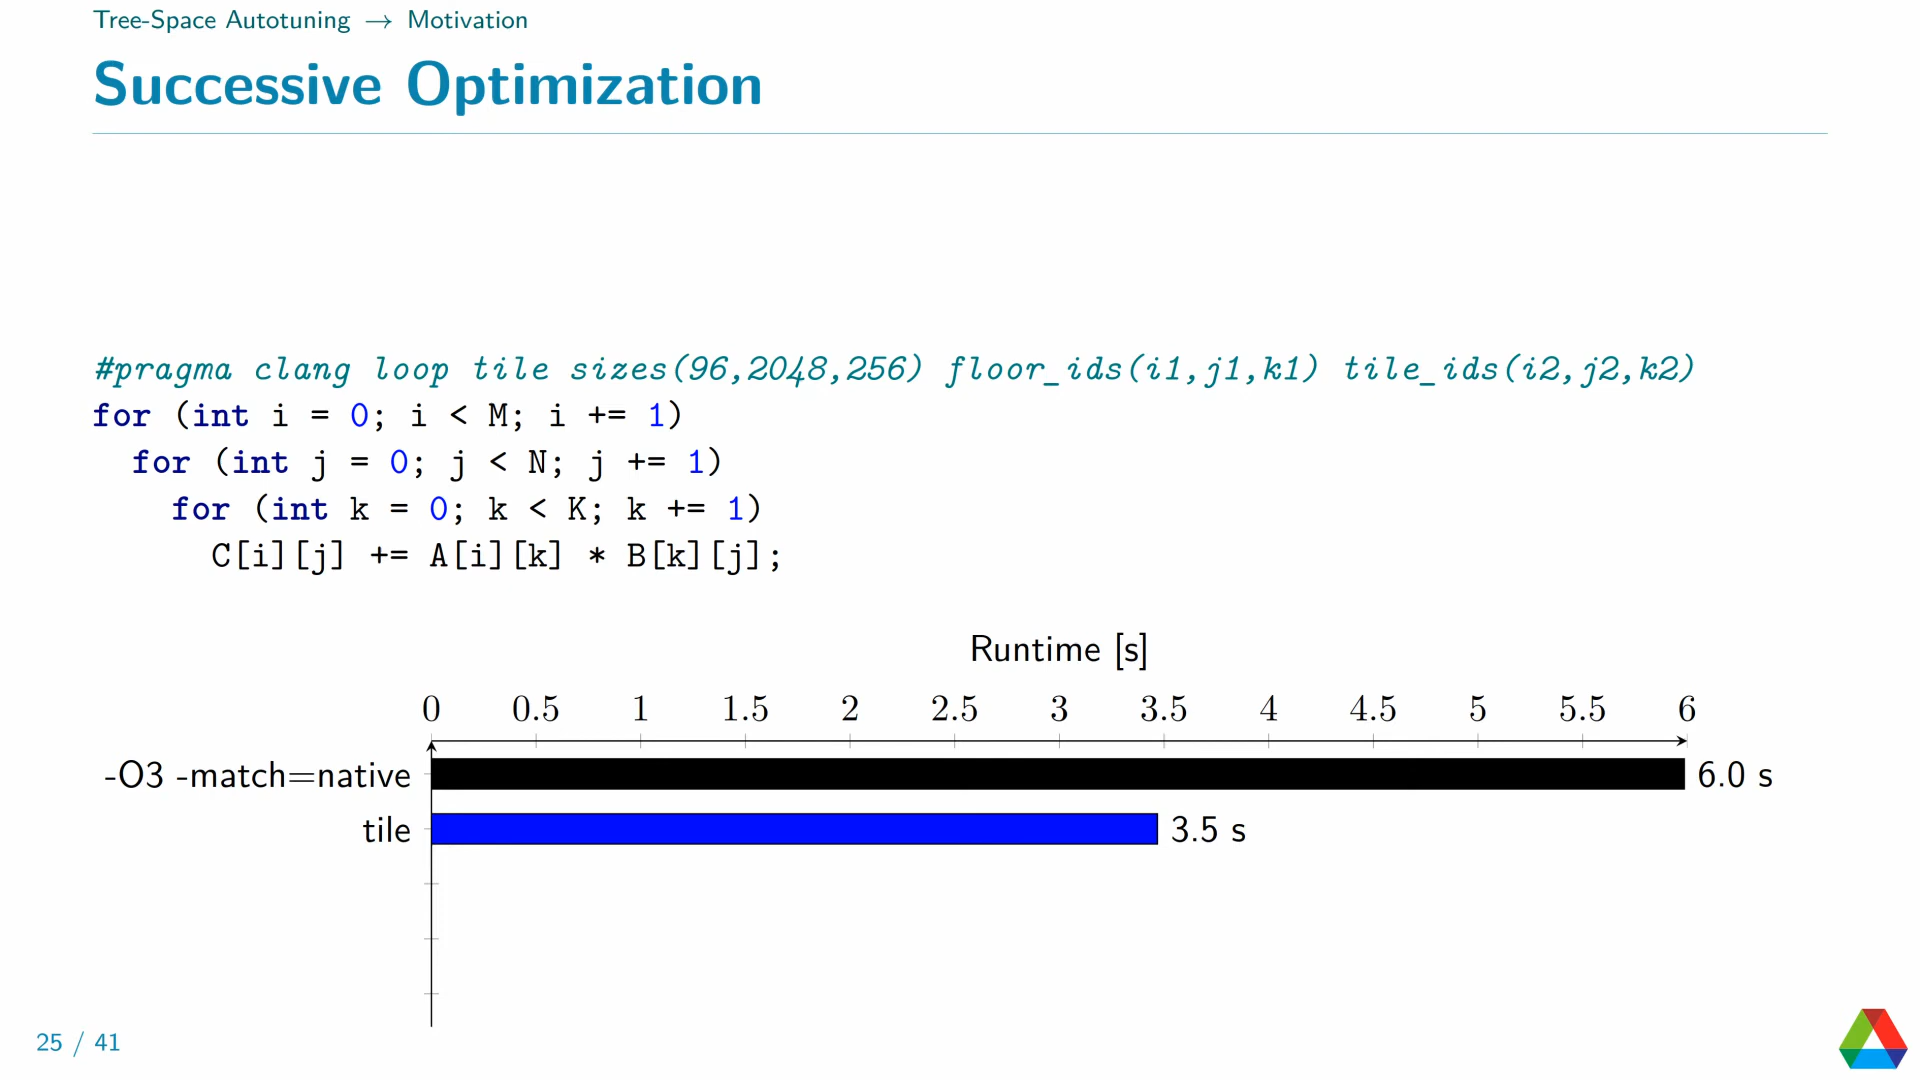 Tree-Space Autotuning → Motivation
Successive Optimization
#pragma clang loop tile sizes(96,2048,256) floor_ids(i1,j1,k1) tile_ids(i2,j2,k2)
for (int i = 0; i < M; i += 1)
for (int j = 0; j < N; j += 1)
for (int k = 0; k < K; k += 1)
C[i][j] += A[i][k] * B[k][j];
Runtime [s]
0 0.5 1 1.5 2 2.5 3 3.5 4 4.5 5 5.5 6
-O3 -match=native 6.0 s
tile 3.5 s
25 / 41